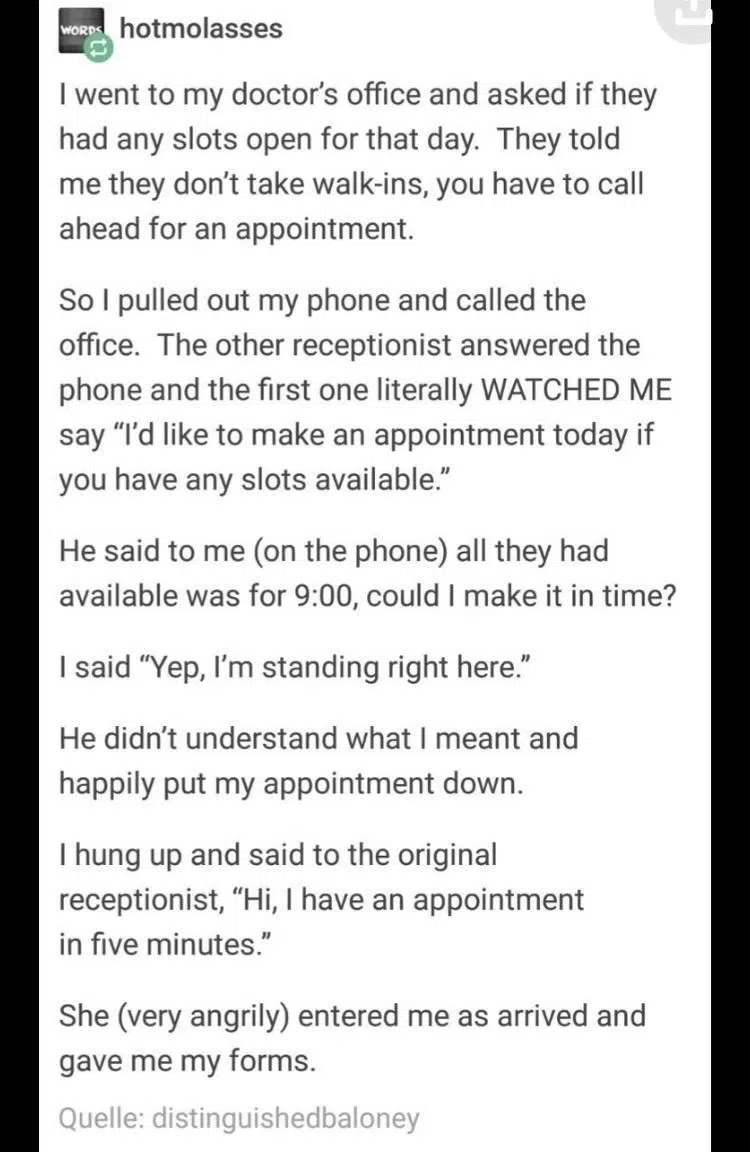 WORDS
hotmolasses
I went to my doctor’s office and asked if they
had any slots open for that day.  They told
me they don’t take walk-ins, you have to call
ahead for an appointment.
So I pulled out my phone and called the
office.  The other receptionist answered the
phone and the first one literally WATCHED ME
say “I’d like to make an appointment today if
you have any slots available.”
He said to me (on the phone) all they had
available was for 9:00, could I make it in time?
I said “Yep, I’m standing right here.”
He didn’t understand what I meant and
happily put my appointment down.
I hung up and said to the original
receptionist, “Hi, I have an appointment
in five minutes.”
She (very angrily) entered me as arrived and
gave me my forms.
Quelle: distinguishedbaloney